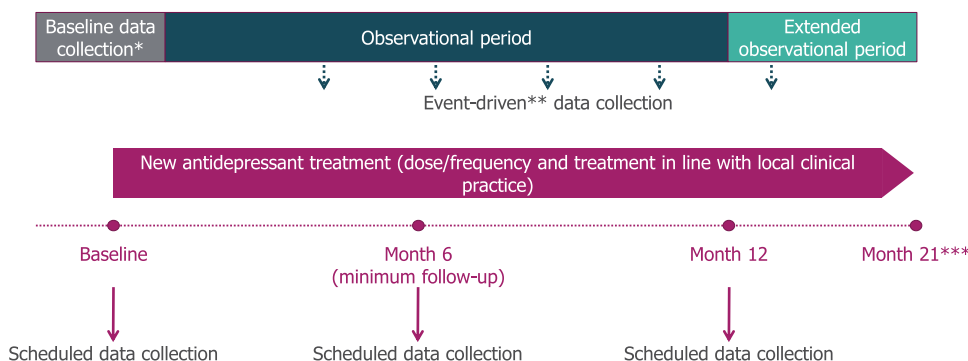 Baseline data
collection*
Observational period
Extended
observational period
Event-driven** data collection
New antidepressant treatment (dose/frequency and treatment in line with local clinical
practice)
Baseline
Month 6
(minimum follow-up)
Month 12
Month 21***
Scheduled data collection
Scheduled data collection
Scheduled data collection